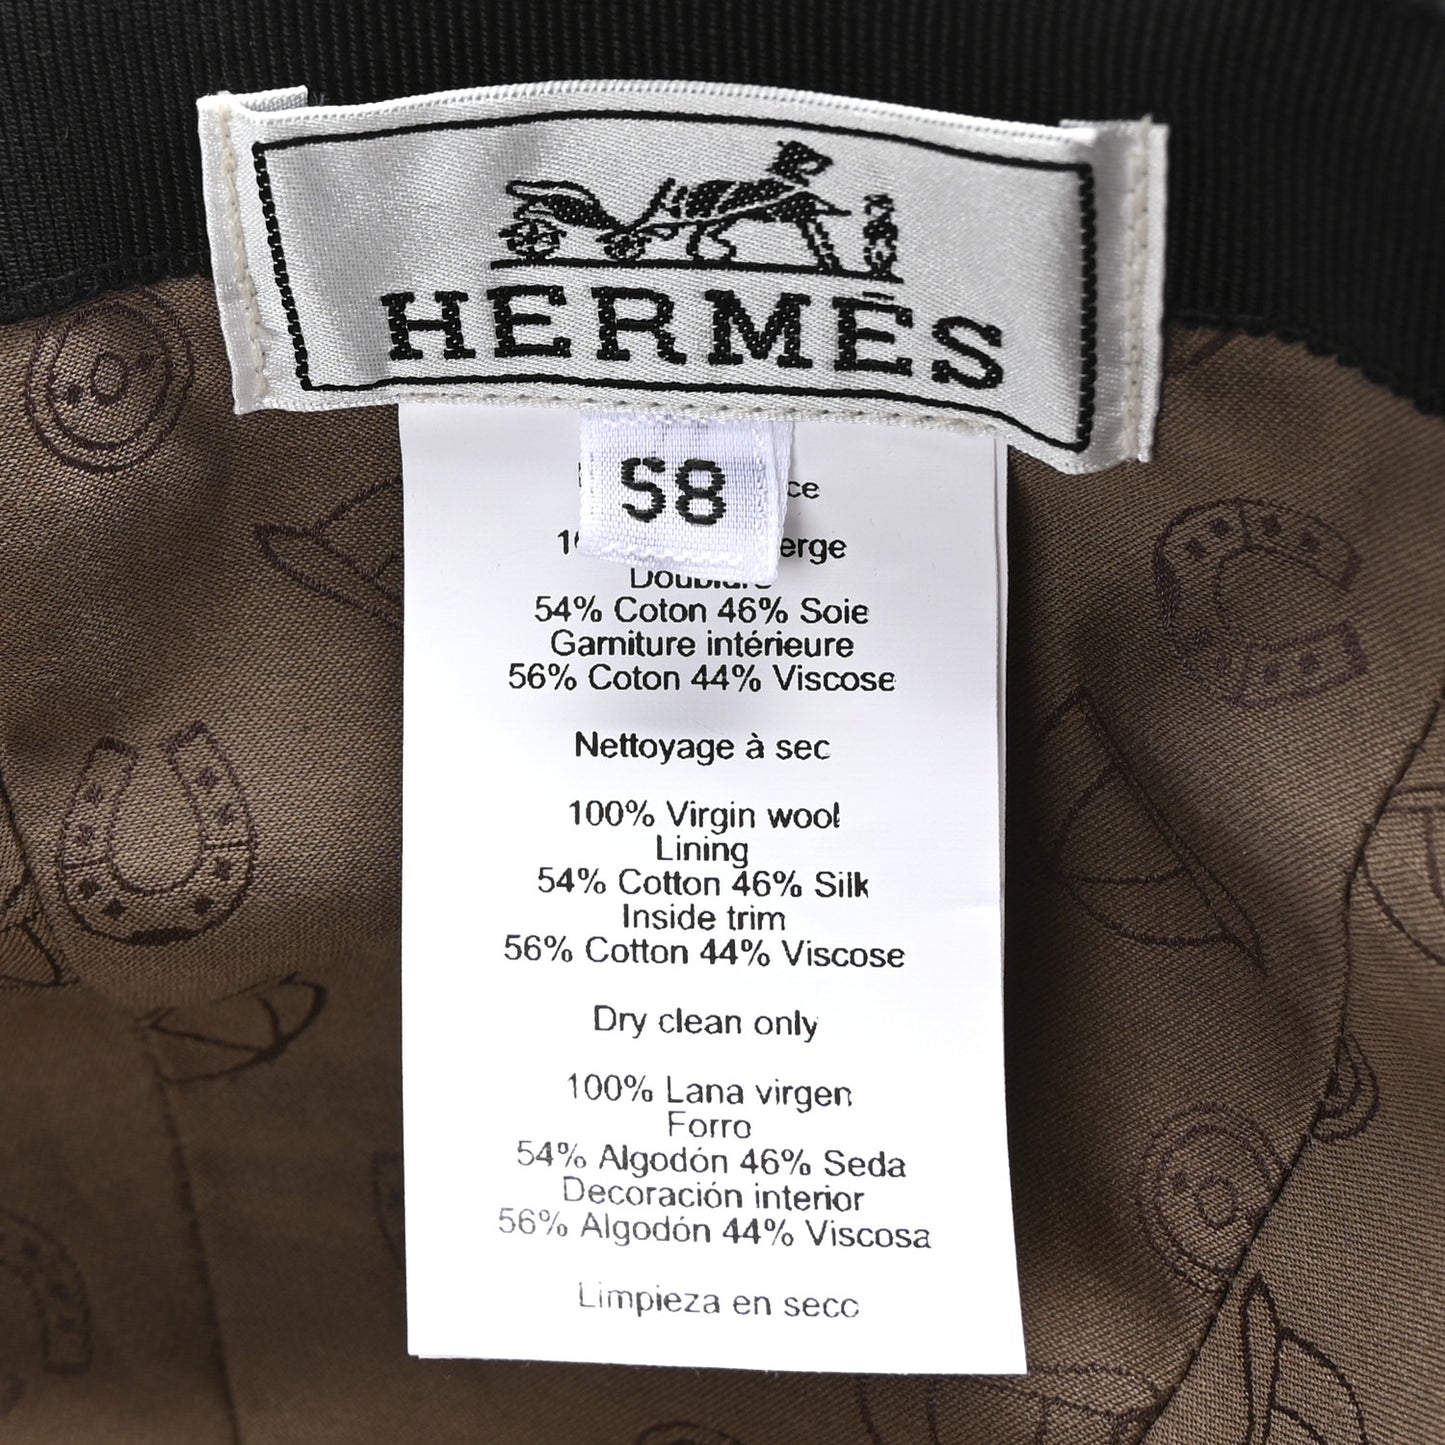 HERMÈS
58
54% Coton 46% Soie
Garniture intérieure
56% Coton 44% Viscose
Nettoyage à sec
100% Virgin wool
Lining
54% Cotton 46% Silk
Inside trim
56% Cotton 44% Viscose
Dry clean only
100% Lana virgen
Forro
54% Algodón 46% Seda
Decoración interior
56% Algodón 44% Viscosa
Limpieza en seco